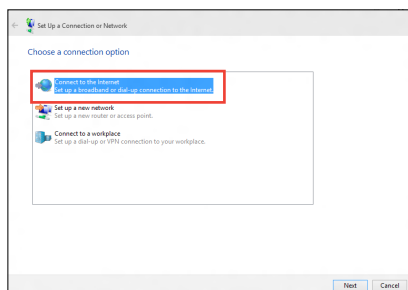 Set Up a Connection or Network
Choose a connection option
Connect to the Internet
Set up a broadband or dial-up connection to the Internet.
Set up a new network
Set up a new router or access point.
Connect to a workplace
Set up a dial-up or VPN connection to your workplace.
Next Cancel